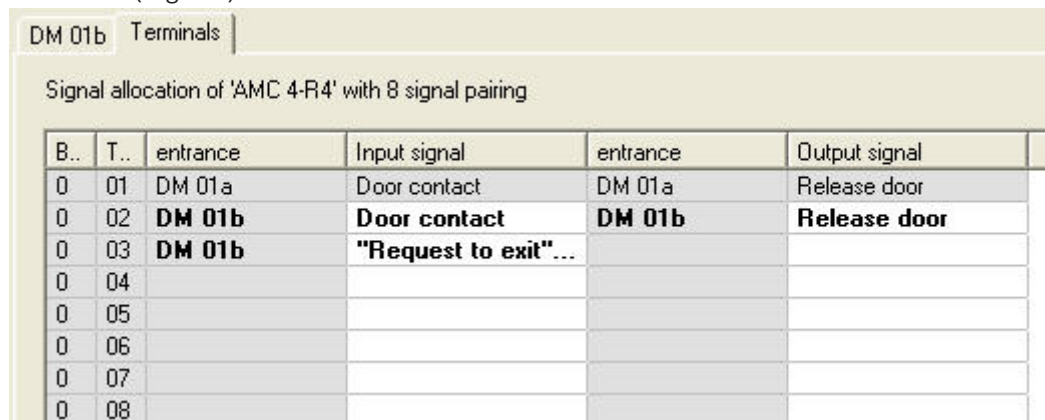 DM 01b Terminals
Signal allocation of 'AMC 4-R4' with 8 signal pairing
B.. T.. entrance Input signal entrance Output signal
0 01 DM 01a Door contact DM 01a Release door
0 02 DM 01b Door contact DM 01b Release door
0 03 DM 01b "Request to exit"...
0 04
0 05
0 06
0 07
0 08